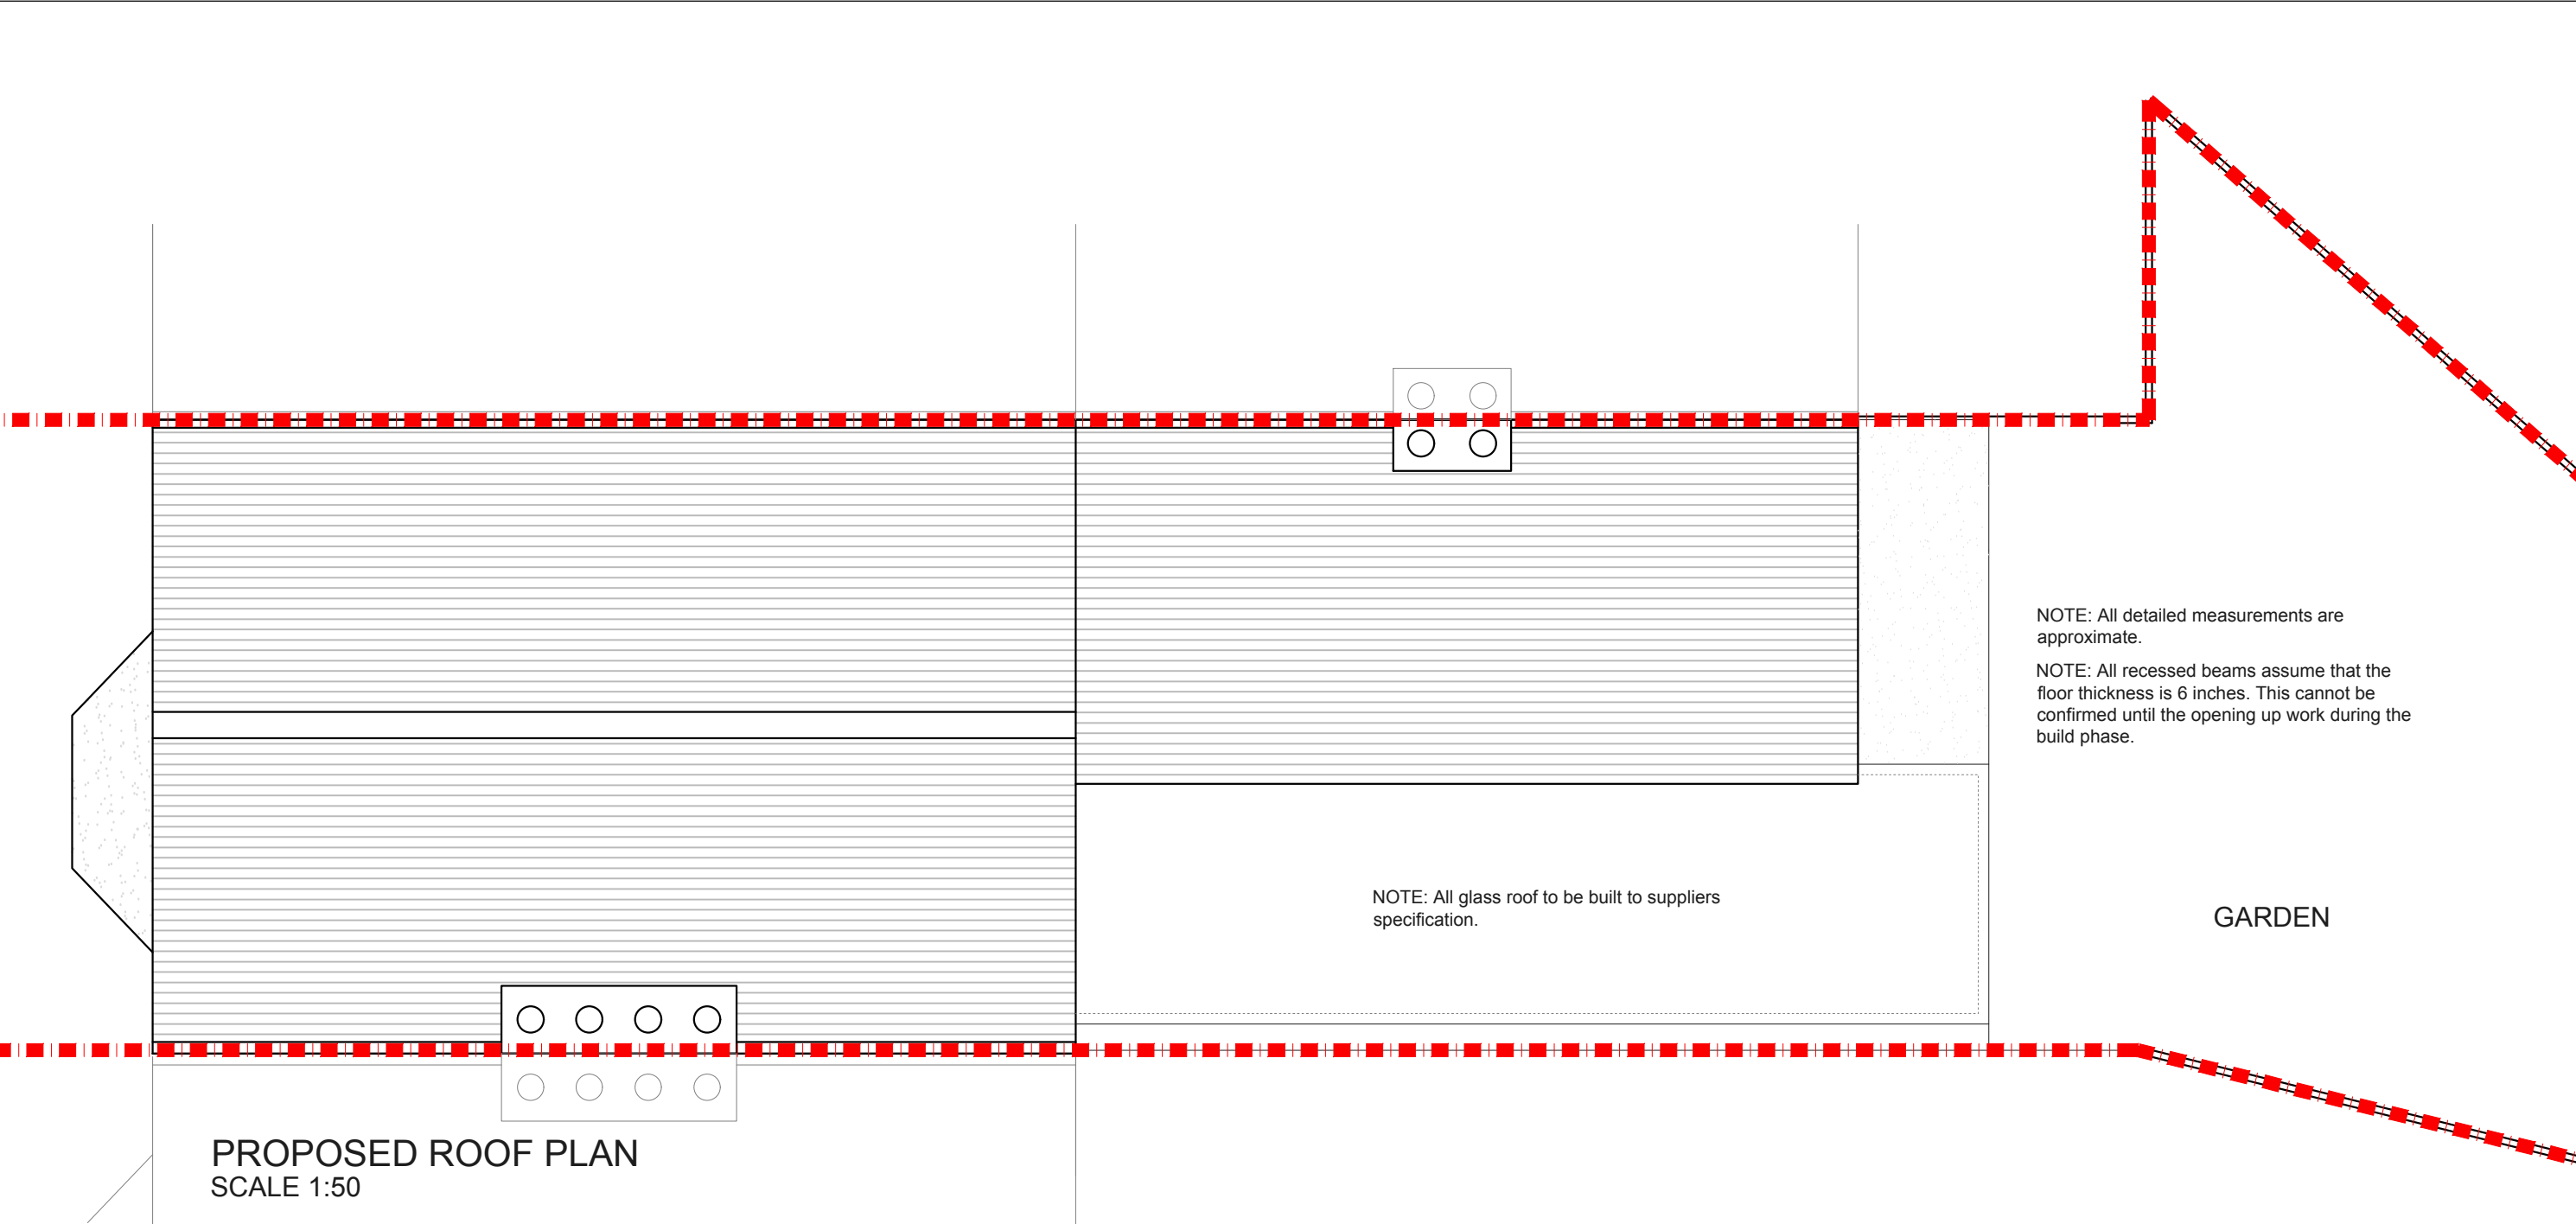 NOTE: All detailed measurements are
approximate.
NOTE: All recessed beams assume that the
floor thickness is 6 inches. This cannot be
confirmed until the opening up work during the
build phase.
NOTE: All glass roof to be built to suppliers
specification.
GARDEN
PROPOSED ROOF PLAN
SCALE 1:50